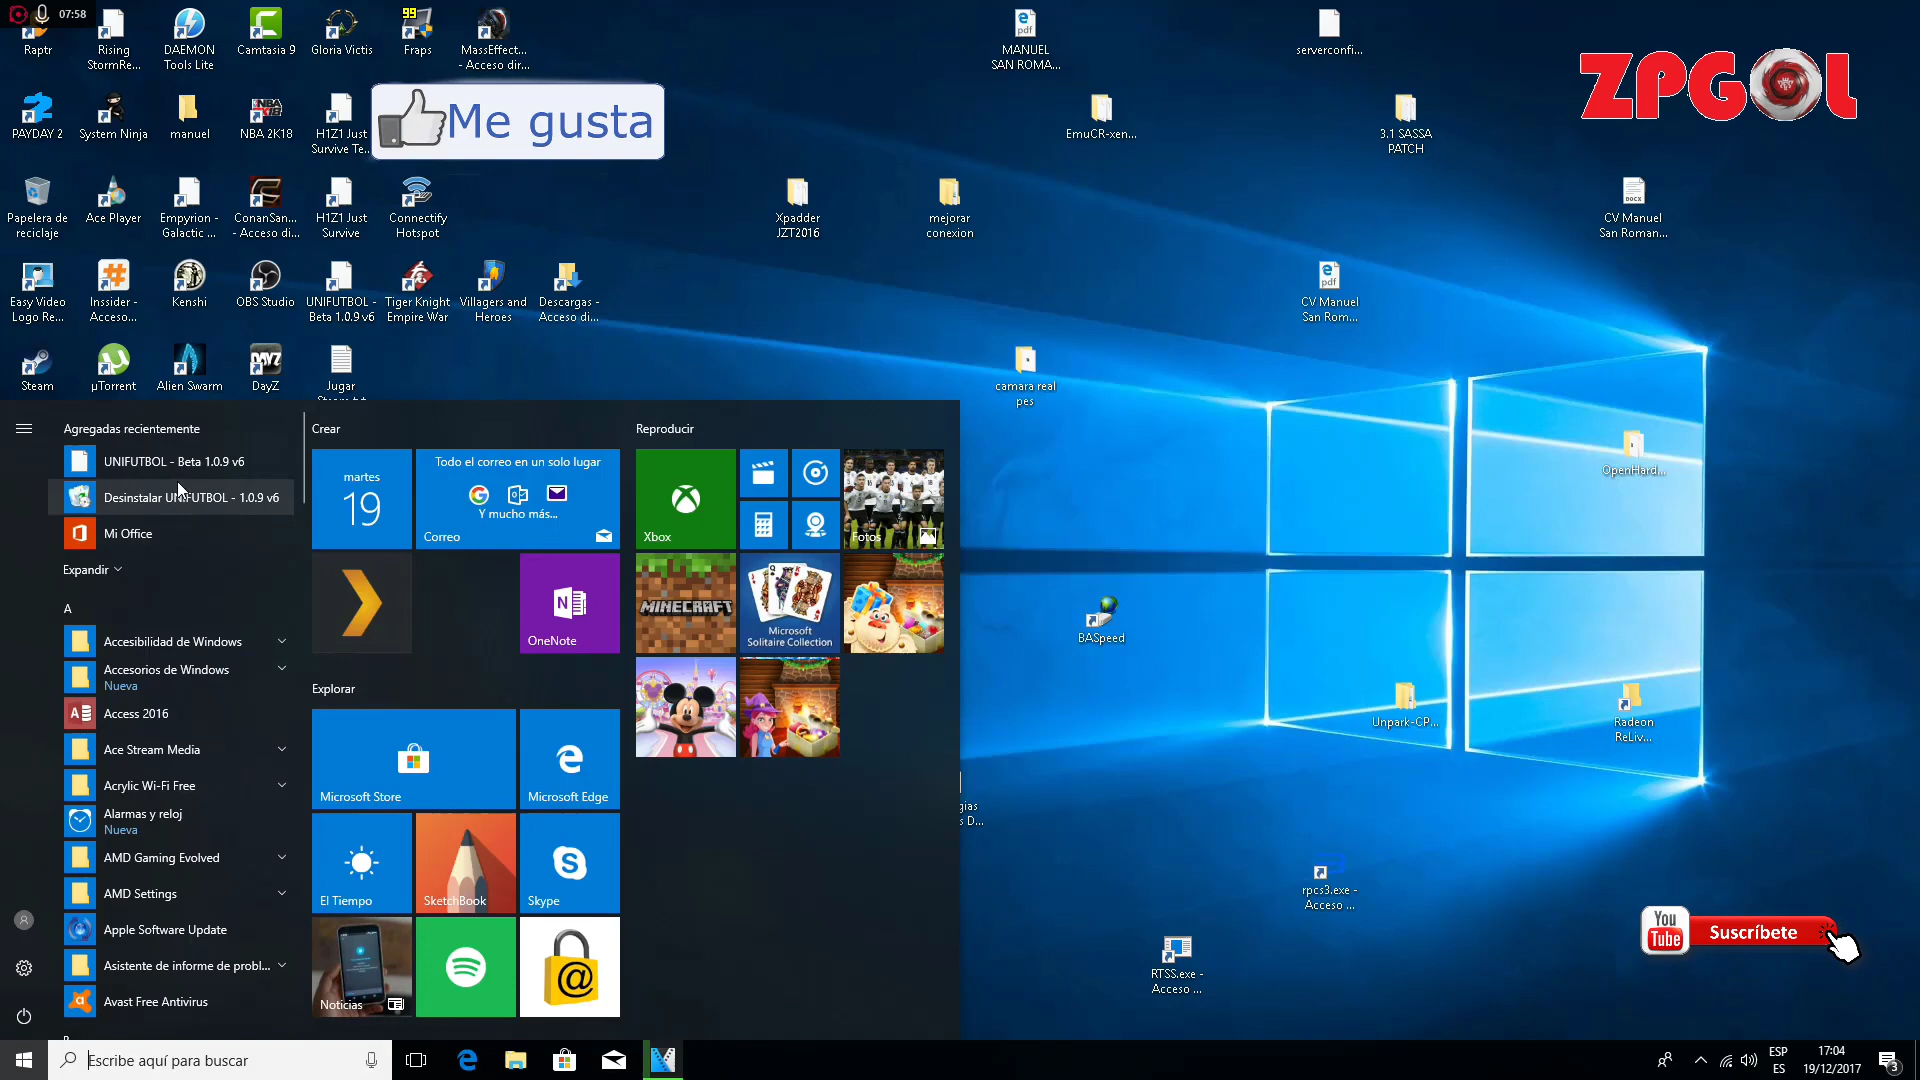 07:58
Raptr
Rising
StormRe...
DAEMON
Tools Lite
Camtasia 9
Gloria Victis
99
Fraps
MassEffect...
- Acceso dir...
MANUEL
SAN ROMA...
serverconfi...
ZPGOL
PAYDAY 2
System Ninja
manuel
NBA 2K18
H1Z1 Just
Survive Te...
Me gusta
EmuCR-xen...
3.1 SASSA
PATCH
Papelera de
reciclaje
Ace Player
Empyrion -
Galactic ...
ConanSan...
- Acceso di...
H1Z1 Just
Survive
Connectify
Hotspot
Xpadder
JZT2016
mejorar
conexion
CV Manuel
San Roman...
Easy Video
Logo Re...
Inssider -
Acceso...
Kenshi
OBS Studio
UNIFUTBOL -
Beta 1.0.9 v6
Tiger Knight
Empire War
Villagers and
Heroes
Descargas -
Acceso di...
CV Manuel
San Rom...
Steam
µTorrent
Alien Swarm
DayZ
Jugar
camara real
pes
Agregadas recientemente
UNIFUTBOL - Beta 1.0.9 v6
Desinstalar UNIFUTBOL - 1.0.9 v6
Mi Office
Expandir
A
Accesibilidad de Windows
Accesorios de Windows
Nueva
Access 2016
Ace Stream Media
Acrylic Wi-Fi Free
Alarmas y reloj
Nueva
AMD Gaming Evolved
AMD Settings
Apple Software Update
Asistente de informe de probl...
Avast Free Antivirus
Crear
martes
19
Todo el correo en un solo lugar
Y mucho más...
Correo
OneNote
Explorar
Microsoft Store
Microsoft Edge
El Tiempo
SketchBook
Skype
Noticias
Reproducir
Xbox
Fotos
MINECRAFT
Microsoft
Solitaire Collection
OpenHard...
BASpeed
Unpark-CP...
Radeon
ReLiv...
gias
s D...
rpcs3.exe -
Acceso ...
RTSS.exe -
Acceso ...
You
Tube
Suscríbete
Escribe aquí para buscar
ESP
ES
17:04
19/12/2017
3